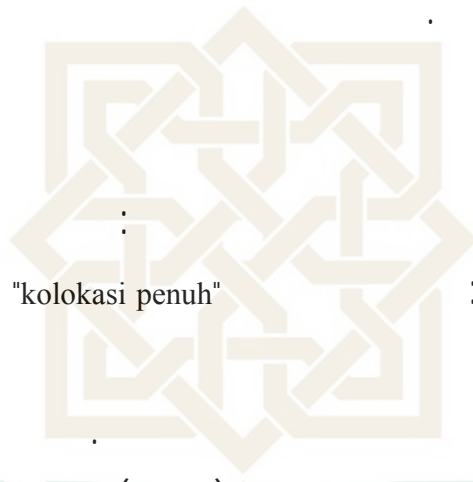 .
:
"kolokasi penuh"
.
( )